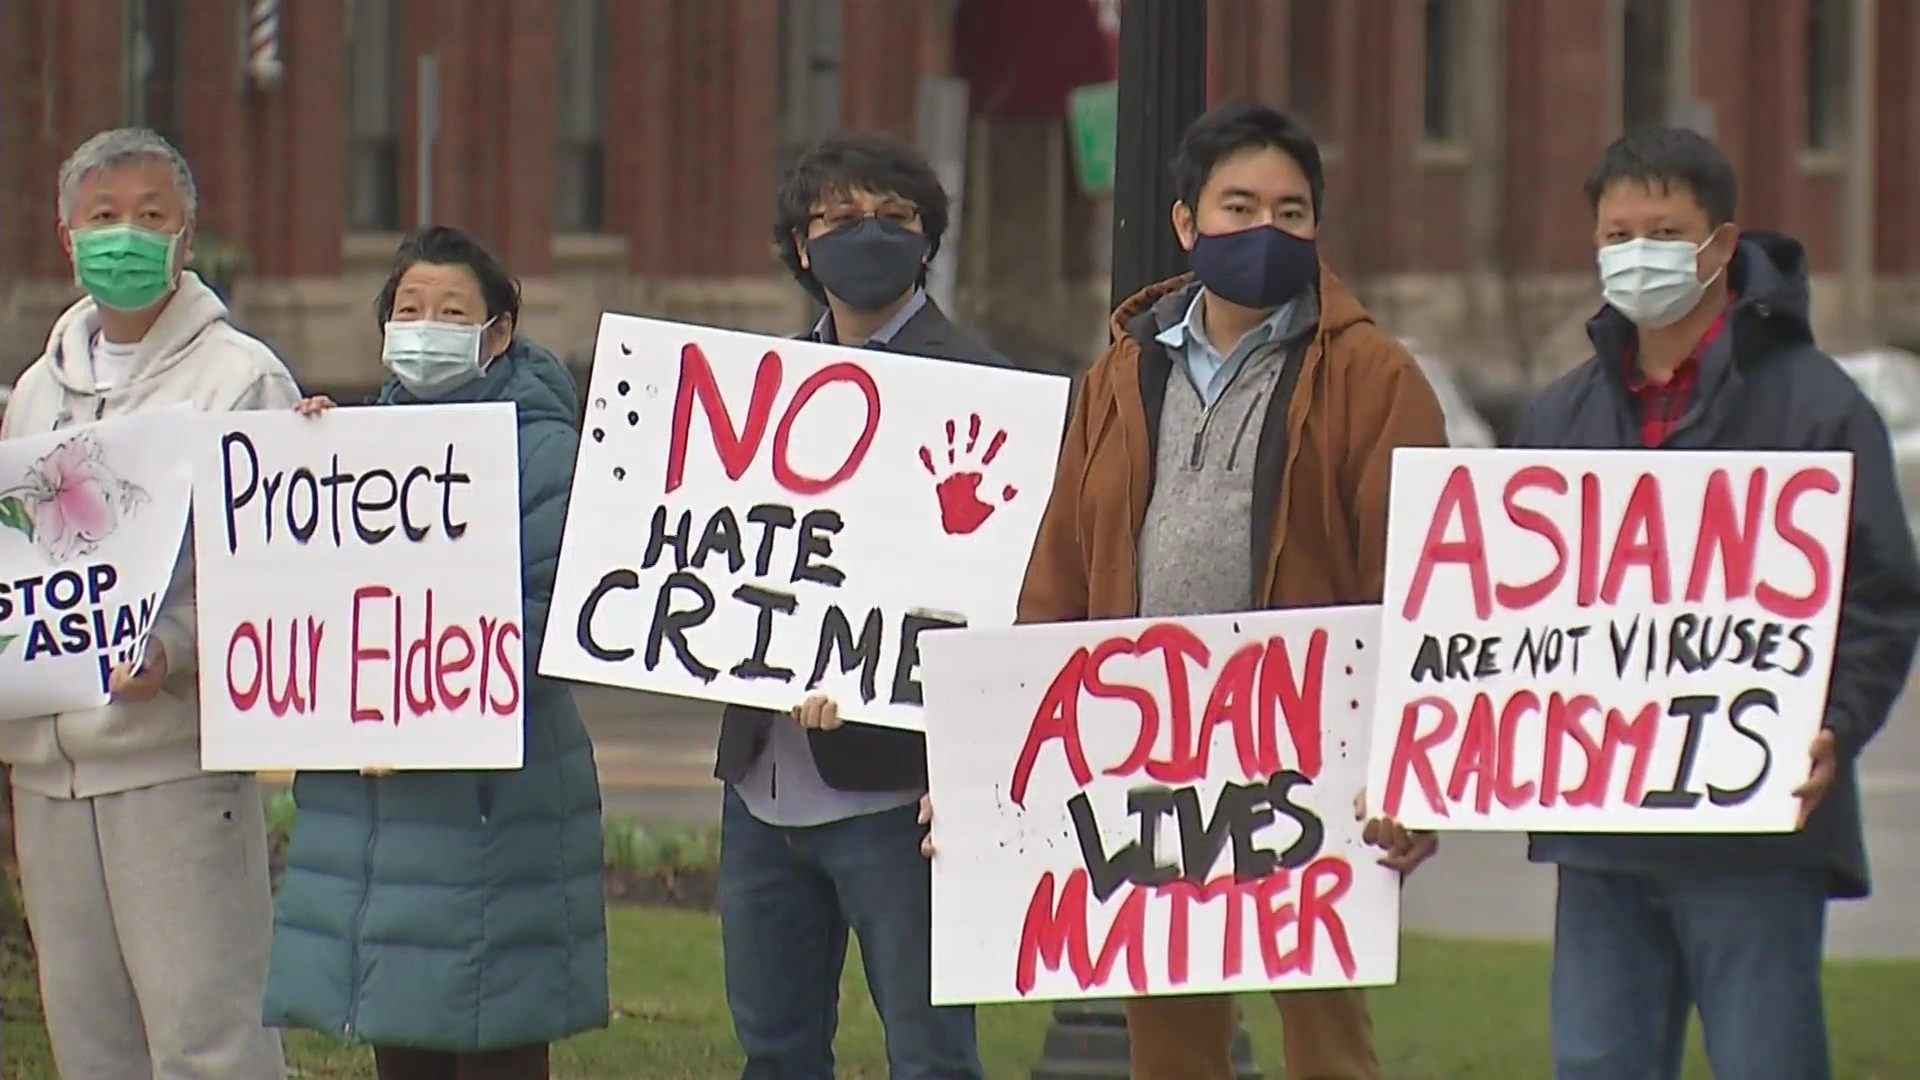 STOP
ASIAN
Protect
our Elders
NO
HATE
CRIME
ASIAN
LIVES
MATTER
ASIANS
ARE NOT VIRUSES
RACISM IS